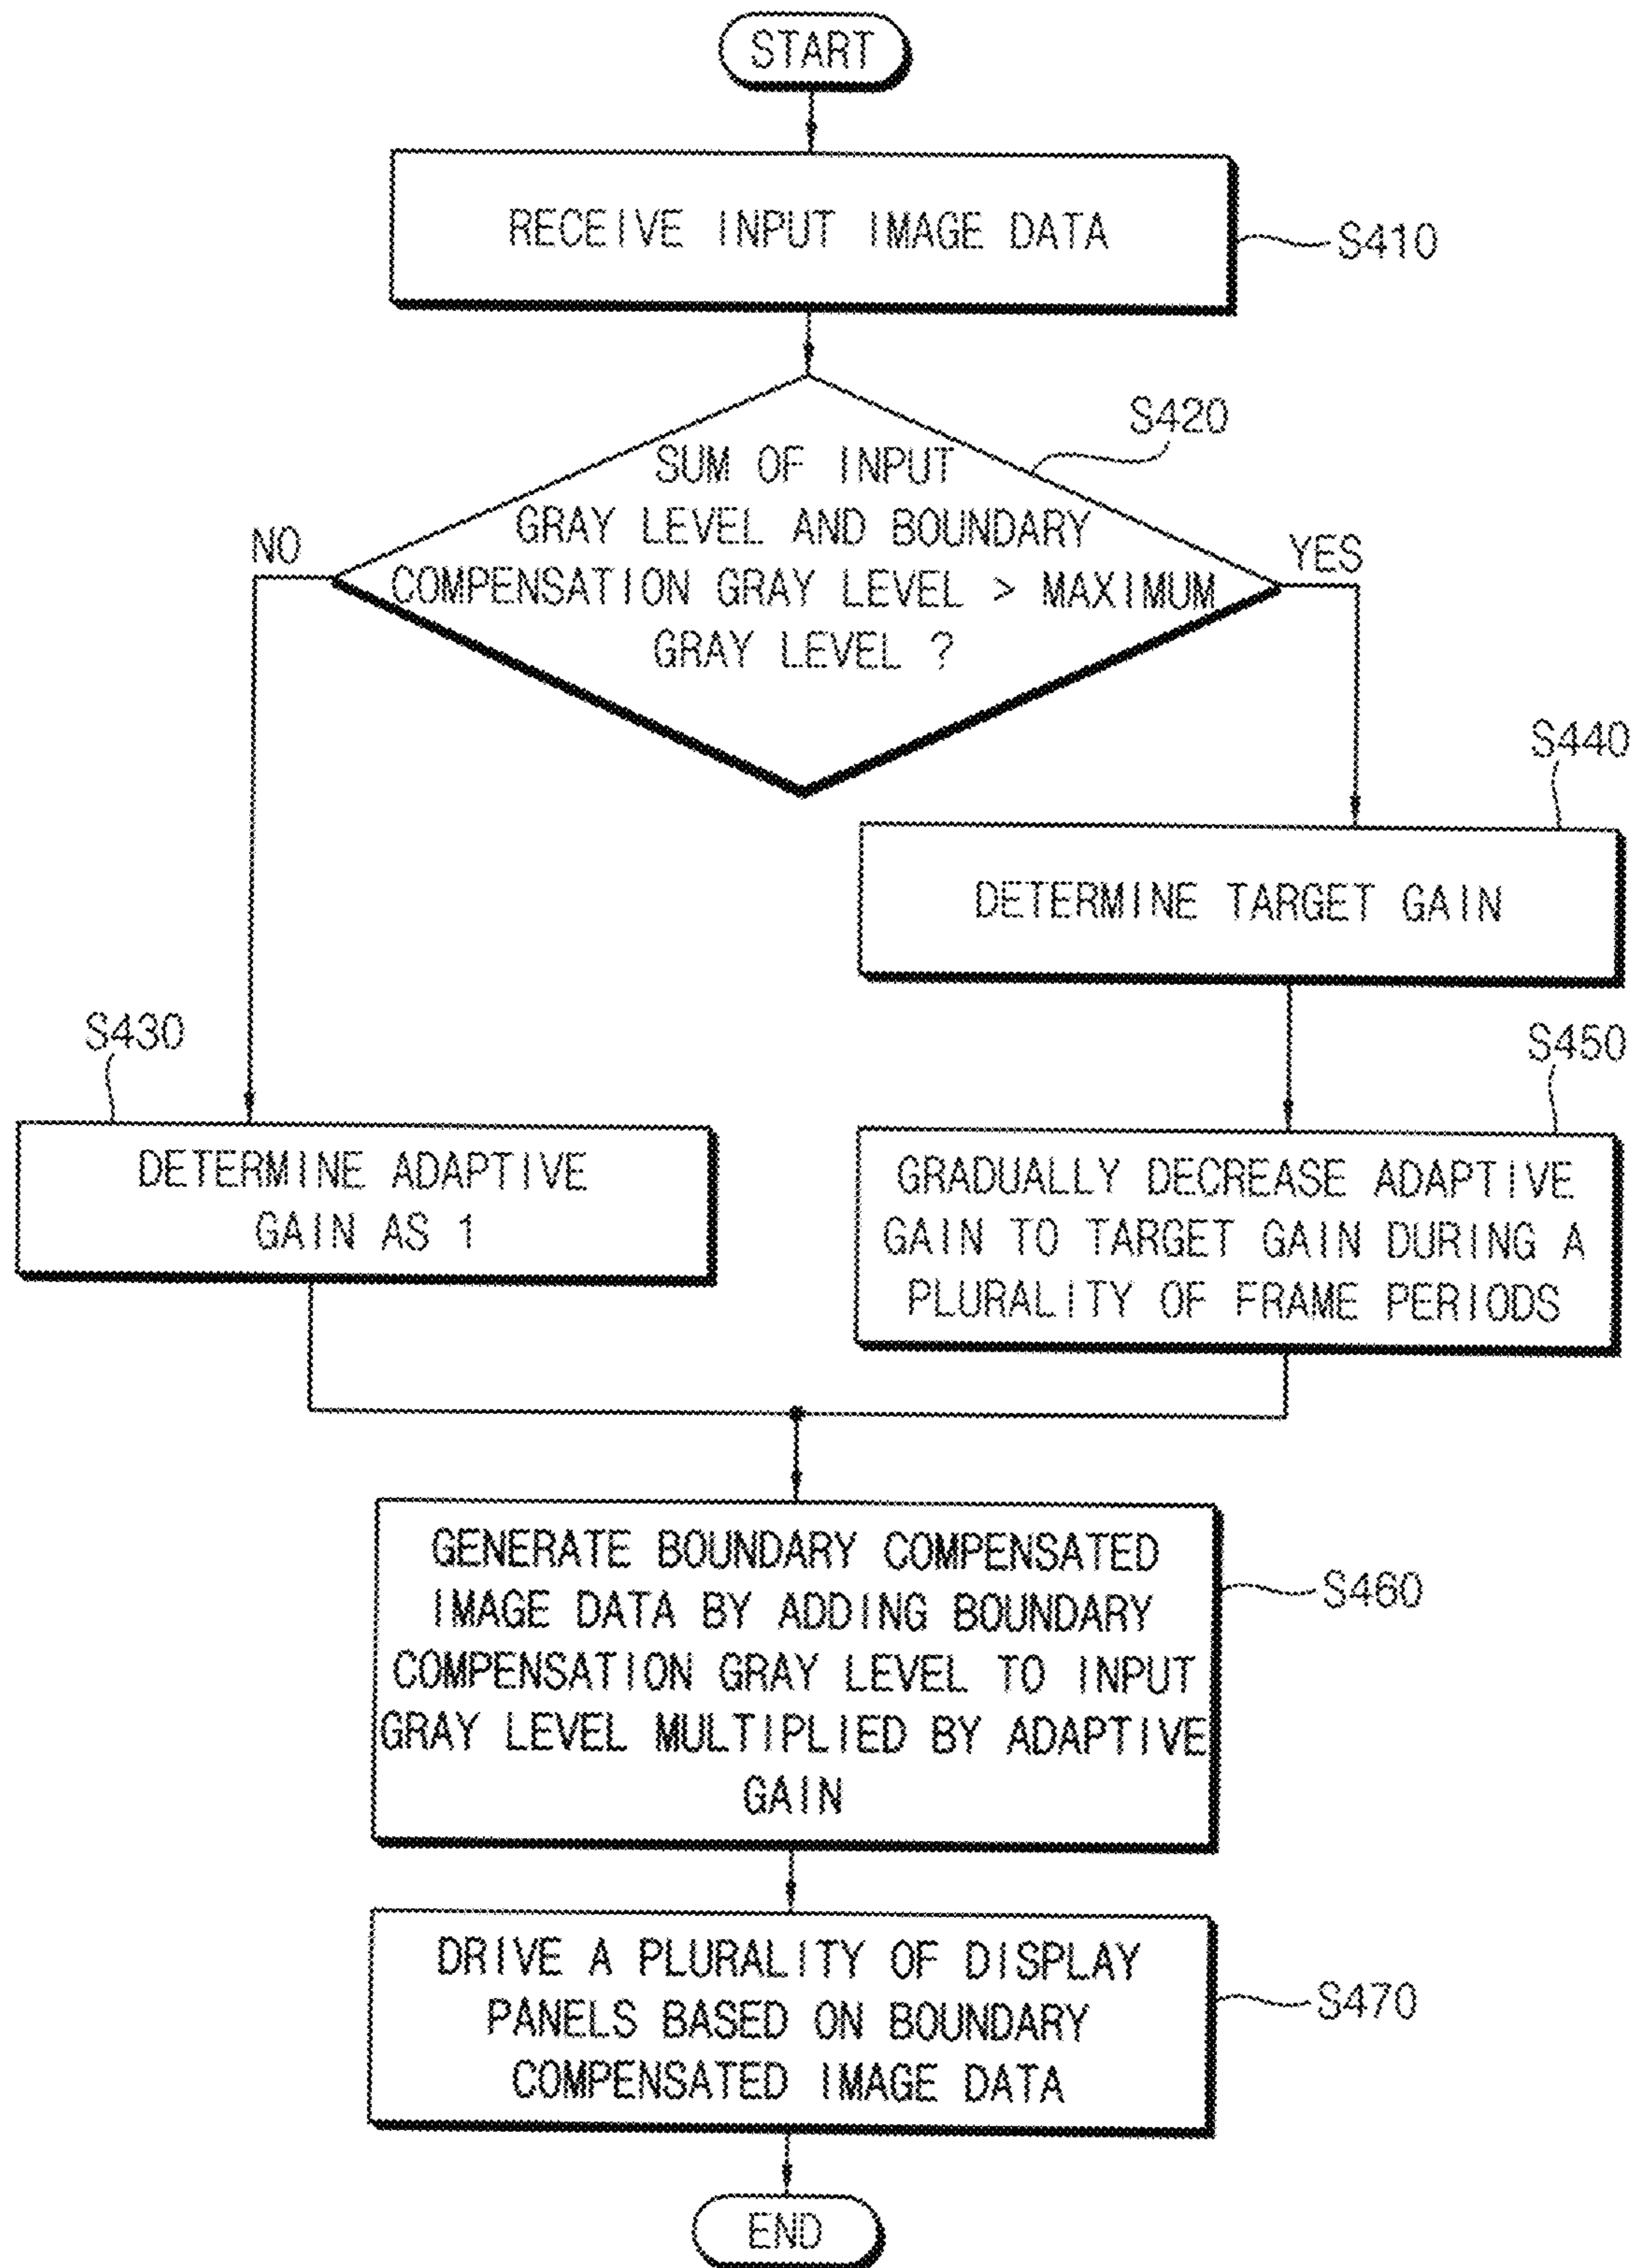 START
RECEIVE INPUT IMAGE DATA
S410
S420
SUM OF INPUT
GRAY LEVEL AND BOUNDARY
COMPENSATION GRAY LEVEL > MAXIMUM
GRAY LEVEL ?
NO
YES
S440
DETERMINE TARGET GAIN
S430
DETERMINE ADAPTIVE
GAIN AS 1
S450
GRADUALLY DECREASE ADAPTIVE
GAIN TO TARGET GAIN DURING A
PLURALITY OF FRAME PERIODS
GENERATE BOUNDARY COMPENSATED
IMAGE DATA BY ADDING BOUNDARY
COMPENSATION GRAY LEVEL TO INPUT
GRAY LEVEL MULTIPLIED BY ADAPTIVE
GAIN
S460
DRIVE A PLURALITY OF DISPLAY
PANELS BASED ON BOUNDARY
COMPENSATED IMAGE DATA
S470
END